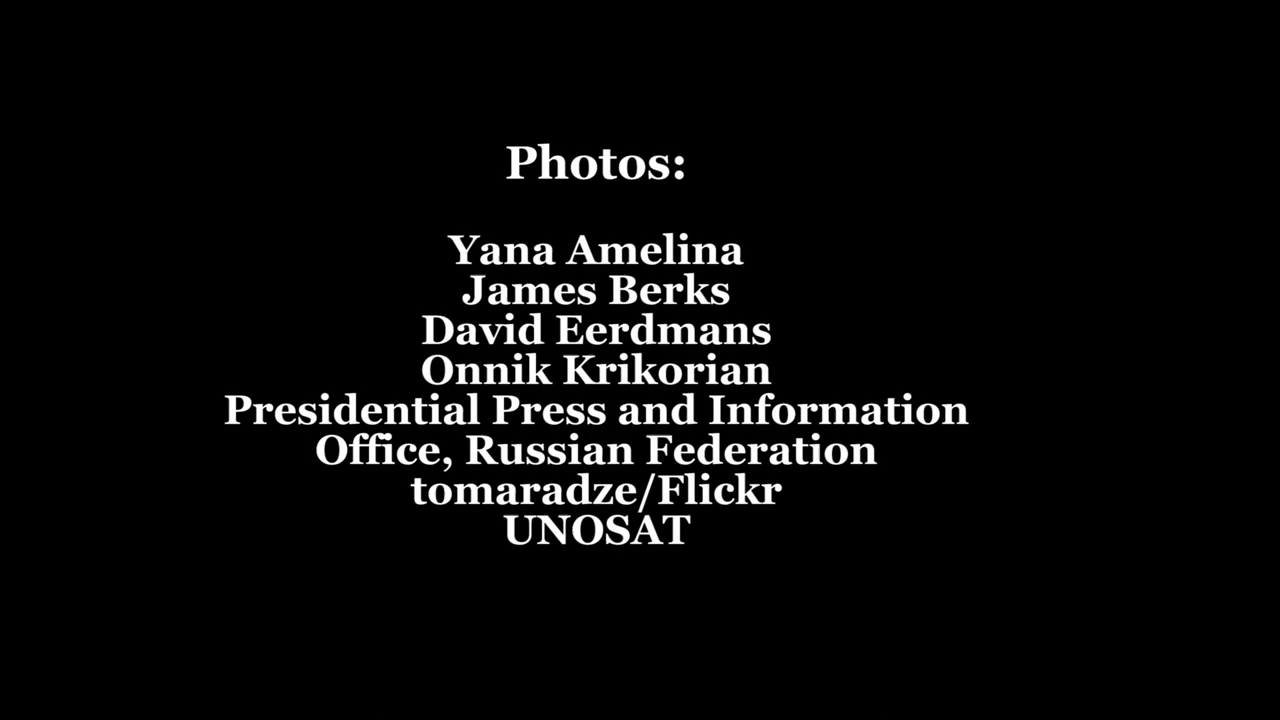 Photos:
Yana Amelina
James Berks
David Eerdmans
Onnik Krikorian
Presidential Press and Information
Office, Russian Federation
tomaradze/Flickr
UNOSAT